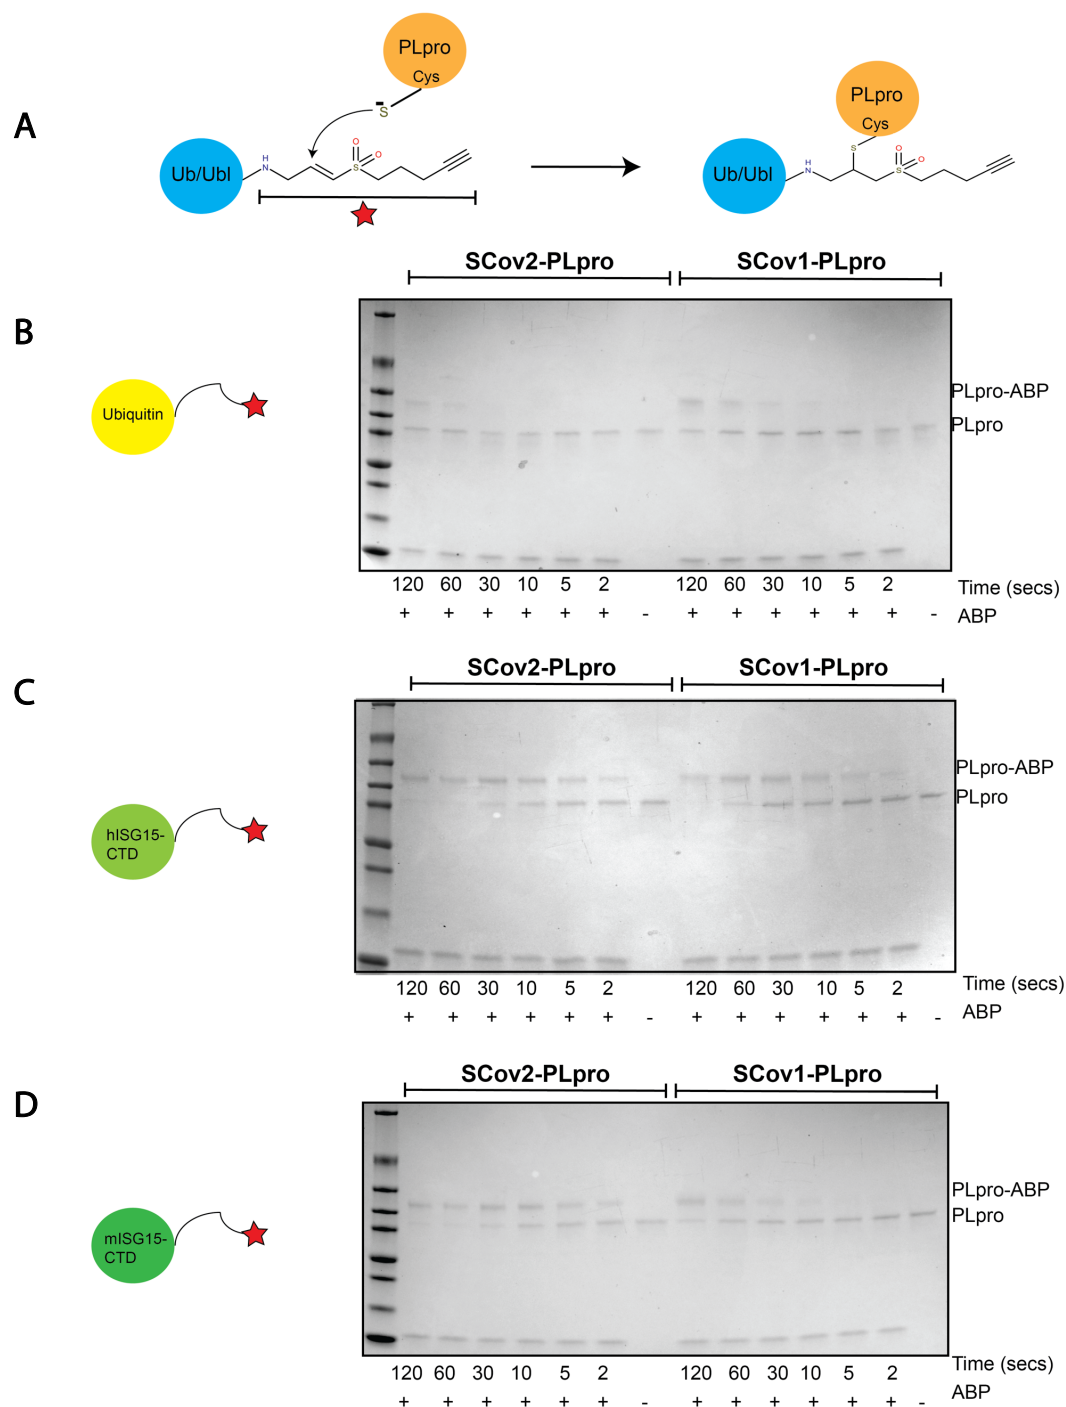 A
PLpro
Cys
S
Ub/Ubl
H
N
O
S
O
PLpro
Cys
S
Ub/Ubl
N
H
O
S
O
B
SCov2-PLpro
SCov1-PLpro
Ubiquitin
PLpro-ABP
PLpro
120 60 30 10 5 2 120 60 30 10 5 2 Time (secs)
+ + + + + + - + + + + + + - ABP
C
SCov2-PLpro
SCov1-PLpro
hISG15-
CTD
PLpro-ABP
PLpro
120 60 30 10 5 2 120 60 30 10 5 2 Time (secs)
+ + + + + + - + + + + + + - ABP
D
SCov2-PLpro
SCov1-PLpro
mISG15-
CTD
PLpro-ABP
PLpro
120 60 30 10 5 2 120 60 30 10 5 2 Time (secs)
+ + + + + + - + + + + + + - ABP